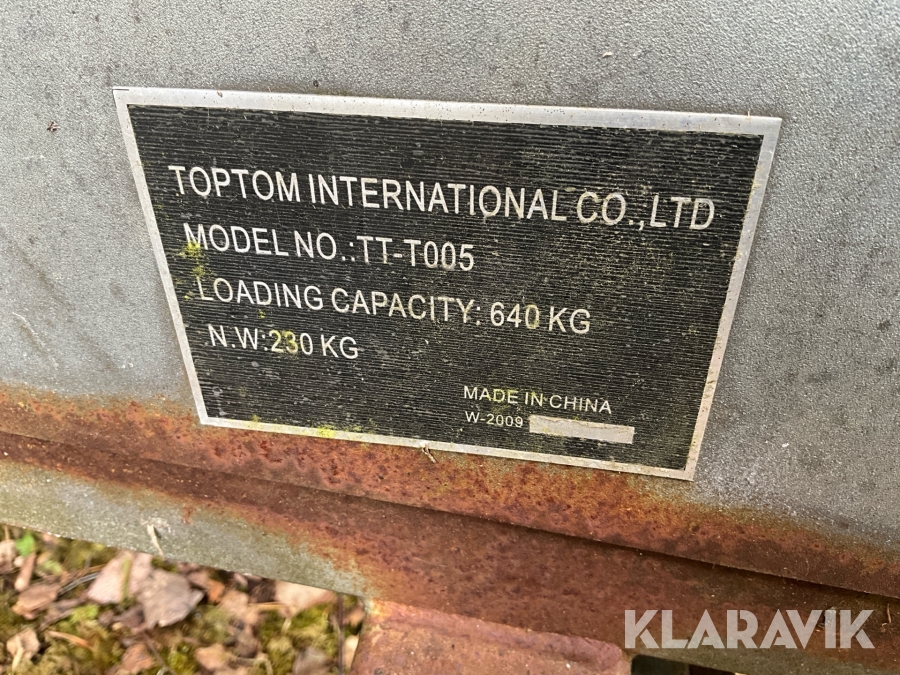 TOPTOM INTERNATIONAL CO.,LTD
MODEL NO.:TT-T005
LOADING CAPACITY: 640 KG
N.W:230 KG
MADE IN CHINA
W-2009
KLARAVIK